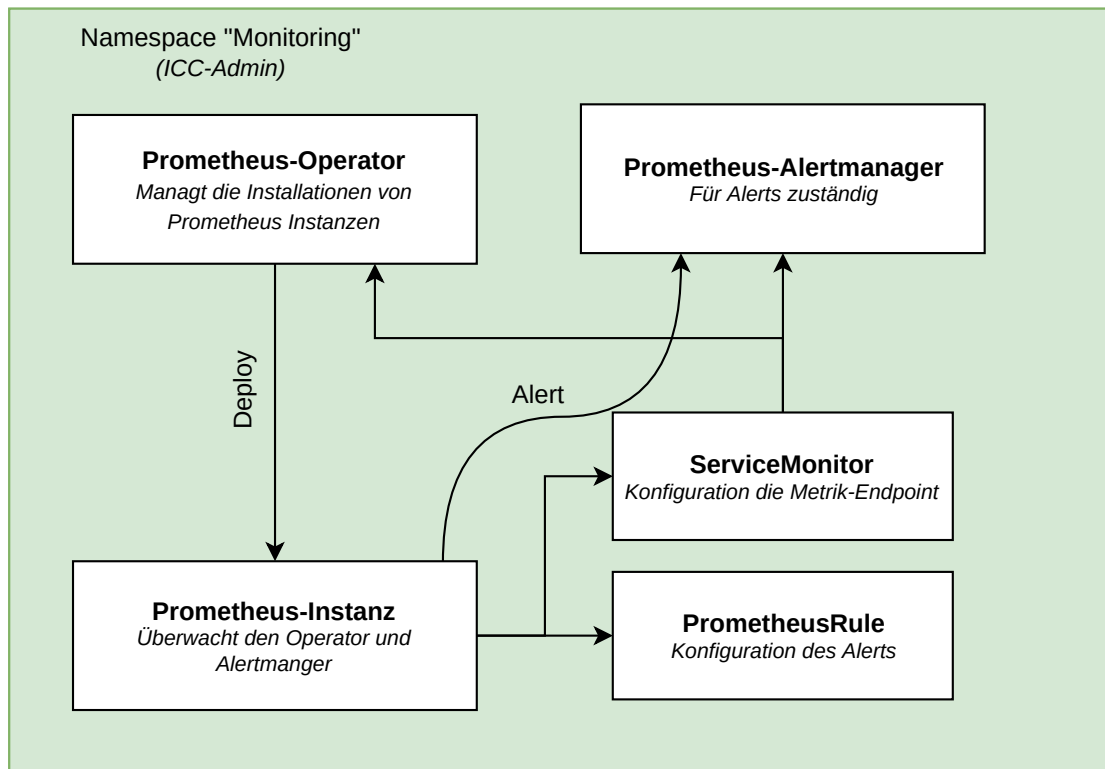 Namespace "Monitoring"
(ICC-Admin)
Prometheus-Operator
Managt die Installationen von
Prometheus Instanzen
Prometheus-Alertmanager
Für Alerts zuständig
Deploy
Alert
ServiceMonitor
Konfiguration die Metrik-Endpoint
Prometheus-Instanz
Überwacht den Operator und
Alertmanger
PrometheusRule
Konfiguration des Alerts